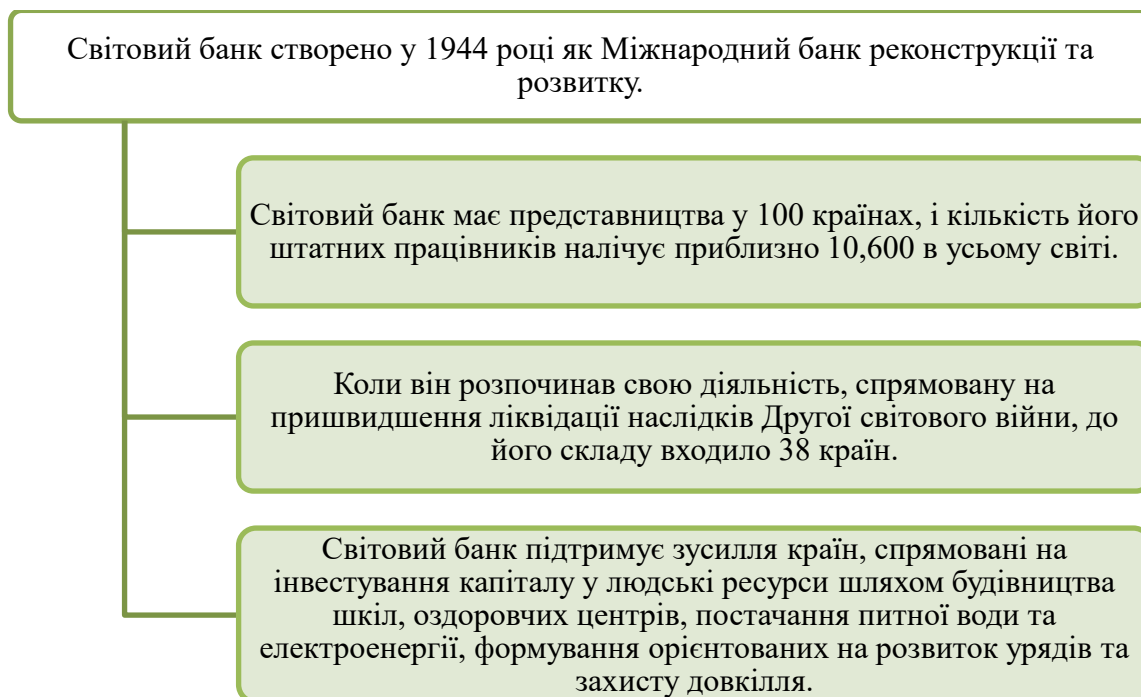 Світовий банк створено у 1944 році як Міжнародний банк реконструкції та
розвитку.
Світовий банк має представництва у 100 країнах, і кількість його
штатних працівників налічує приблизно 10,600 в усьому світі.
Коли він розпочинав свою діяльність, спрямовану на
пришвидшення ліквідації наслідків Другої світового війни, до
його складу входило 38 країн.
Світовий банк підтримує зусилля країн, спрямовані на
інвестування капіталу у людські ресурси шляхом будівництва
шкіл, оздоровчих центрів, постачання питної води та
електроенергії, формування орієнтованих на розвиток урядів та
захисту довкілля.